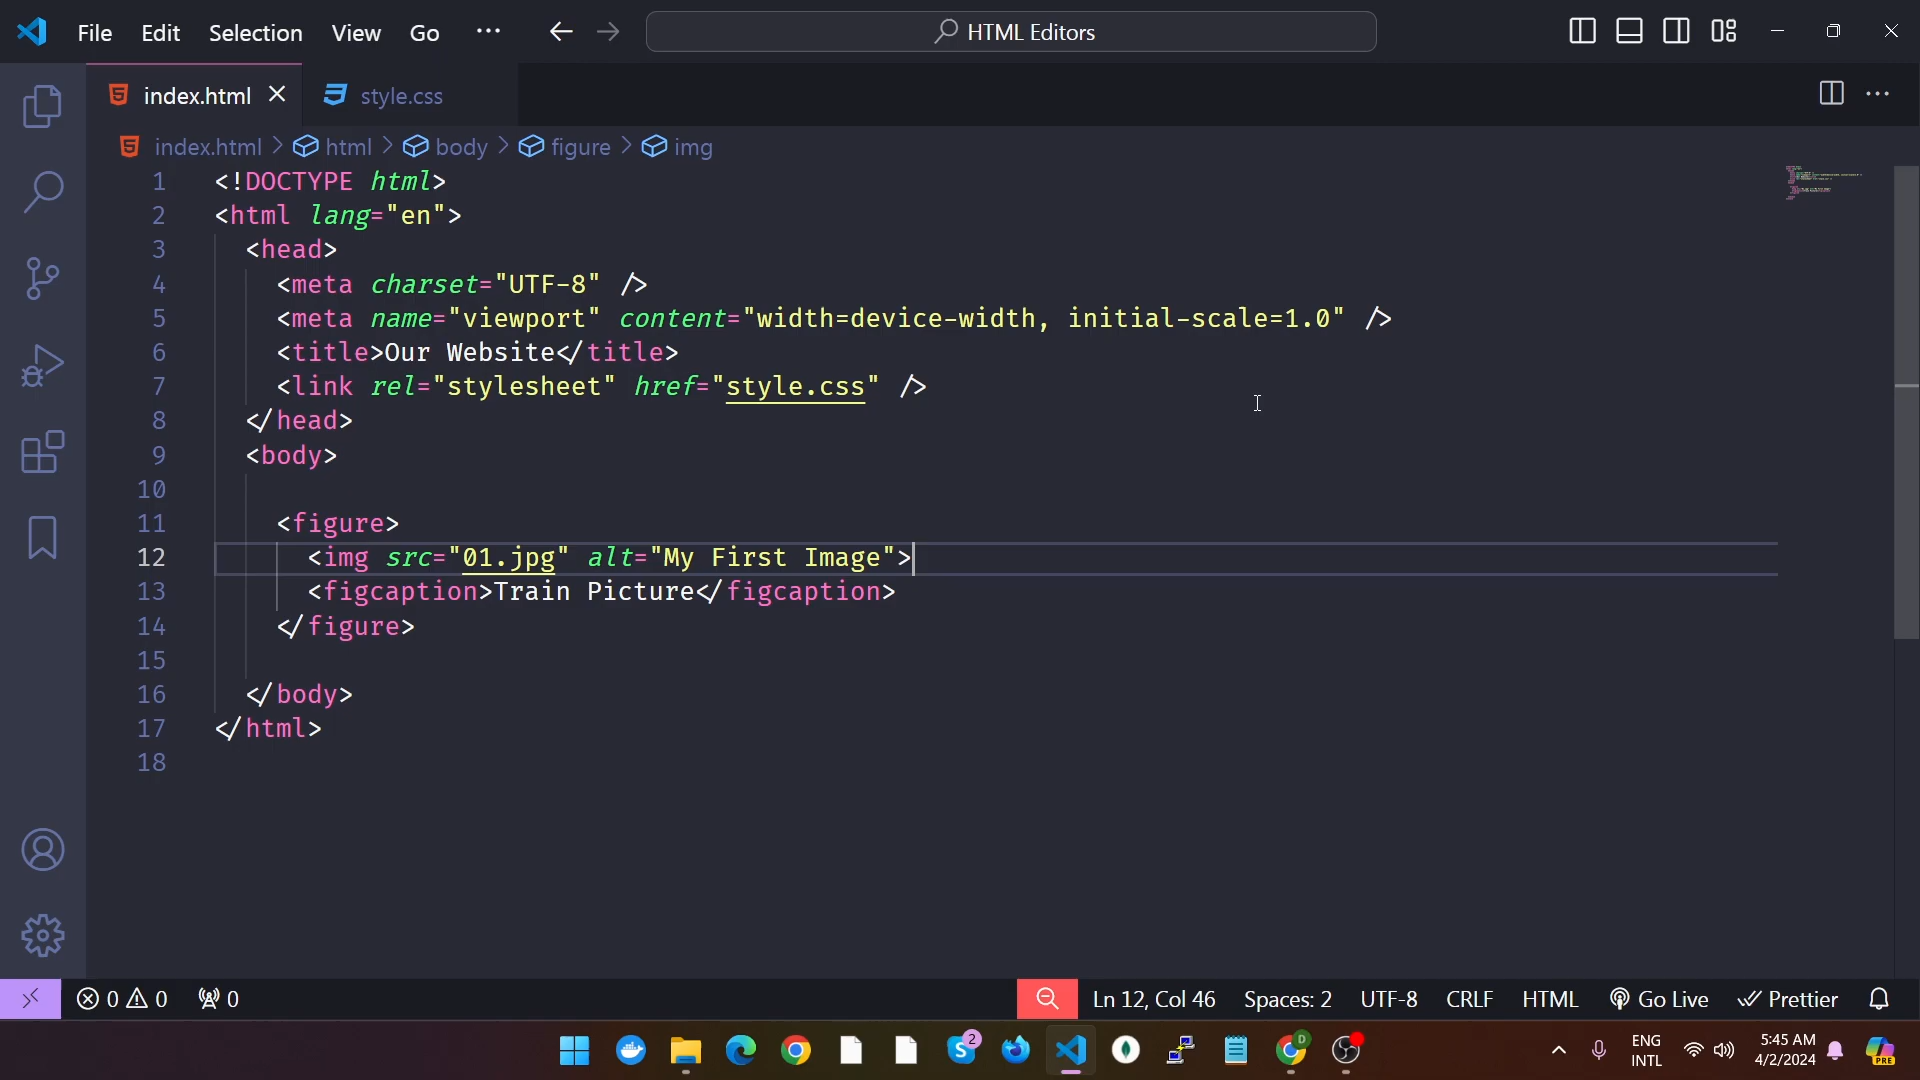 File Edit Selection View Go ··· HTML Editors
index.html style.css
index.html > html > body > figure > img
1 <!DOCTYPE html>
2 <html lang="en">
3 <head>
4 <meta charset="UTF-8" />
5 <meta name="viewport" content="width=device-width, initial-scale=1.0" />
6 <title>Our Website</title>
7 <link rel="stylesheet" href="style.css" />
8 </head>
9 <body>
10
11 <figure>
12 <img src="01.jpg" alt="My First Image">
13 <figcaption>Train Picture</figcaption>
14 </figure>
15
16 </body>
17 </html>
18
0 0 0 Ln 12, Col 46 Spaces: 2 UTF-8 CRLF HTML Go Live Prettier
2 D ENG 5:45 AM
INTL 4/2/2024 PRE